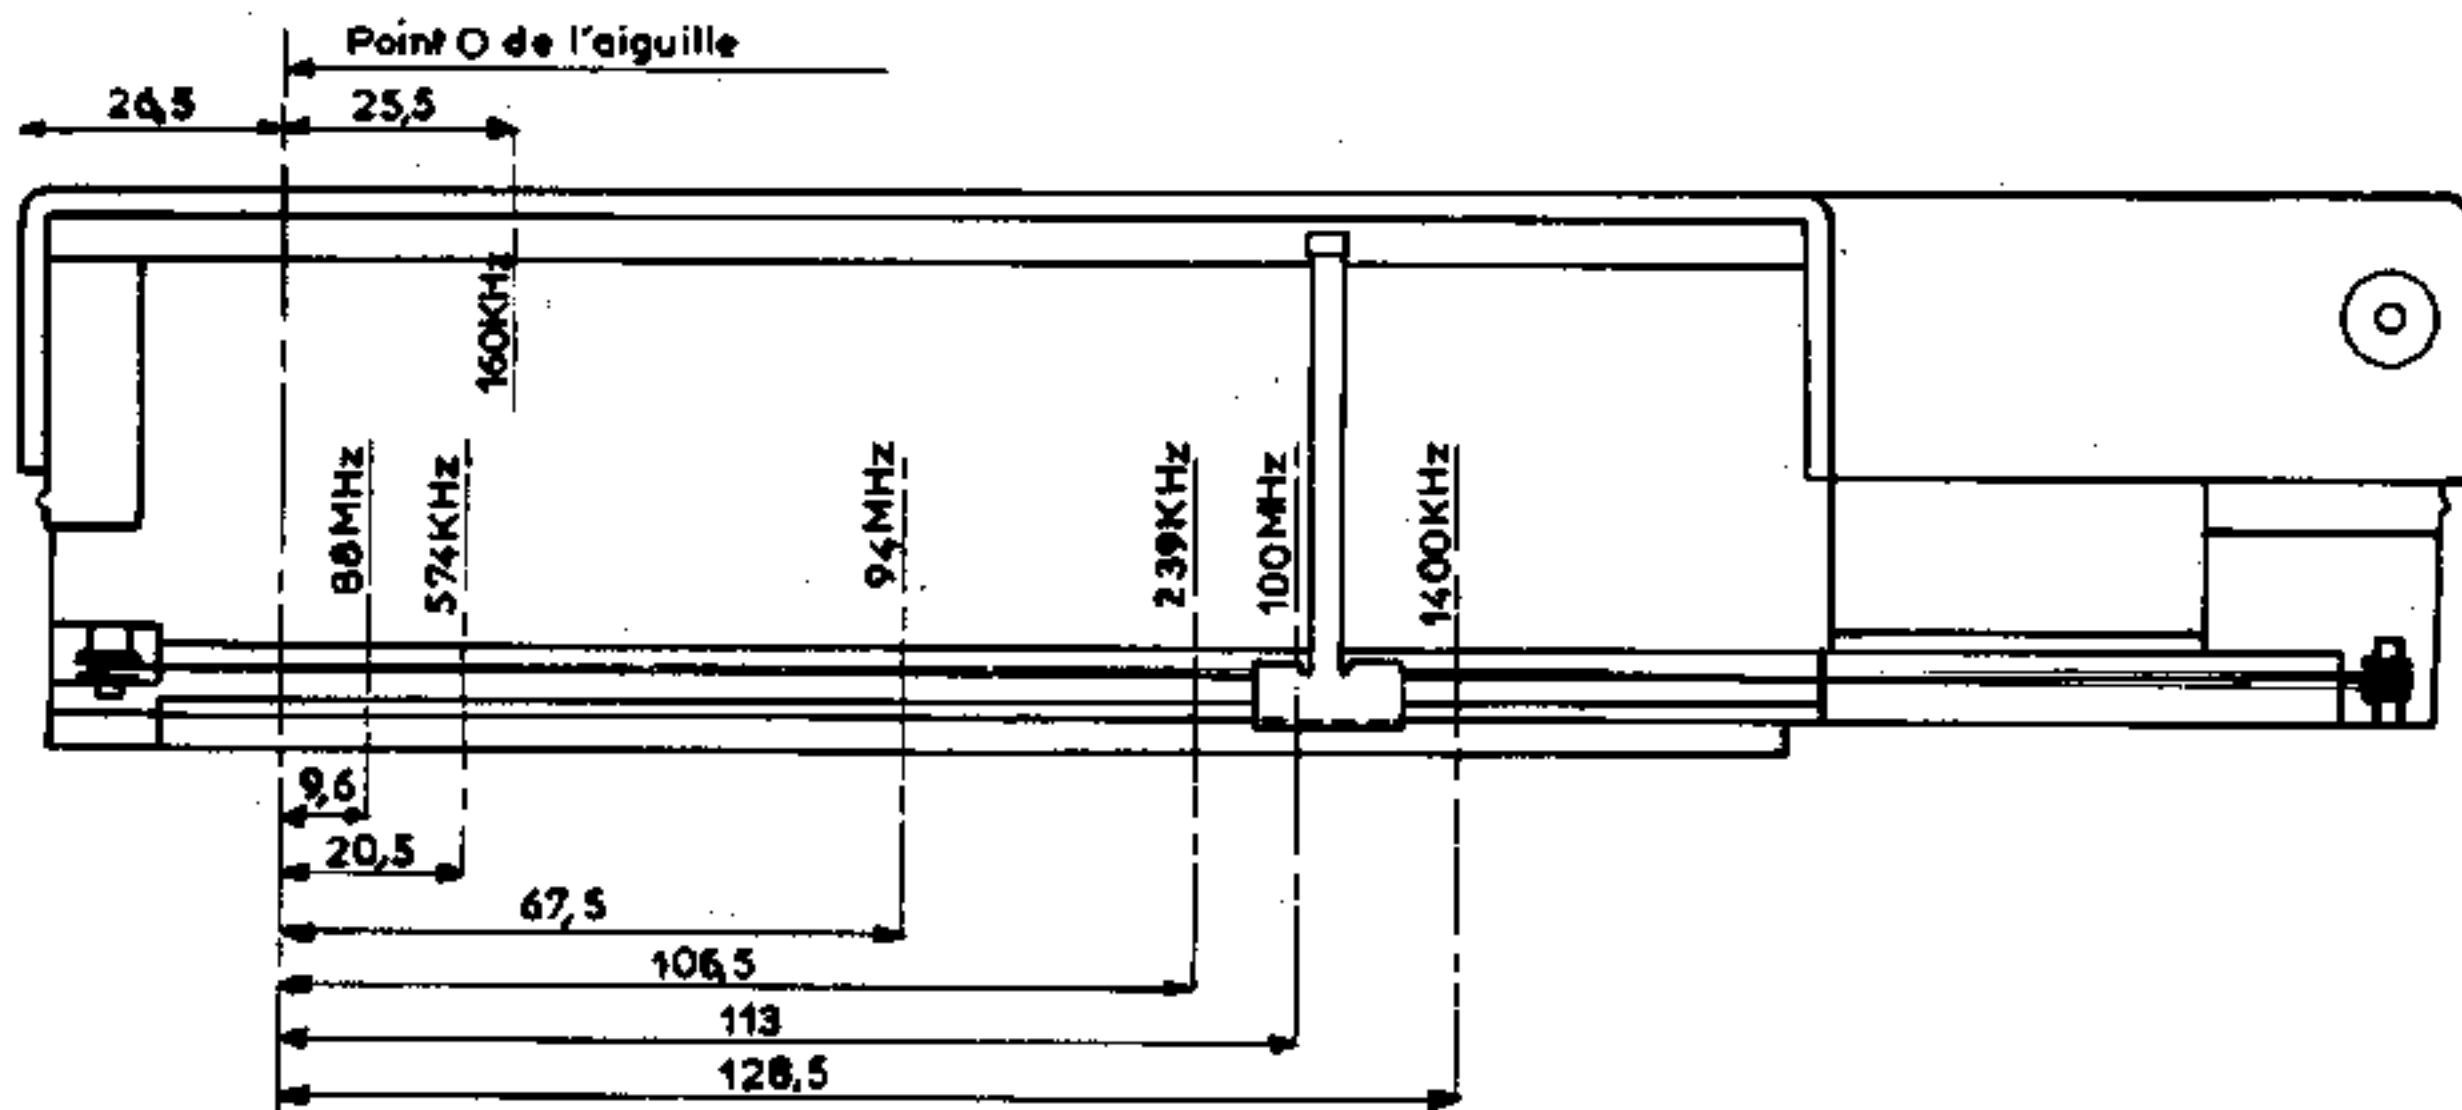 Point O de l'aiguille
26,5
25,5
160KHz
88MHz
574KHz
94MHz
239KHz
100MHz
1400KHz
9,6
20,5
67,5
106,5
113
128,5